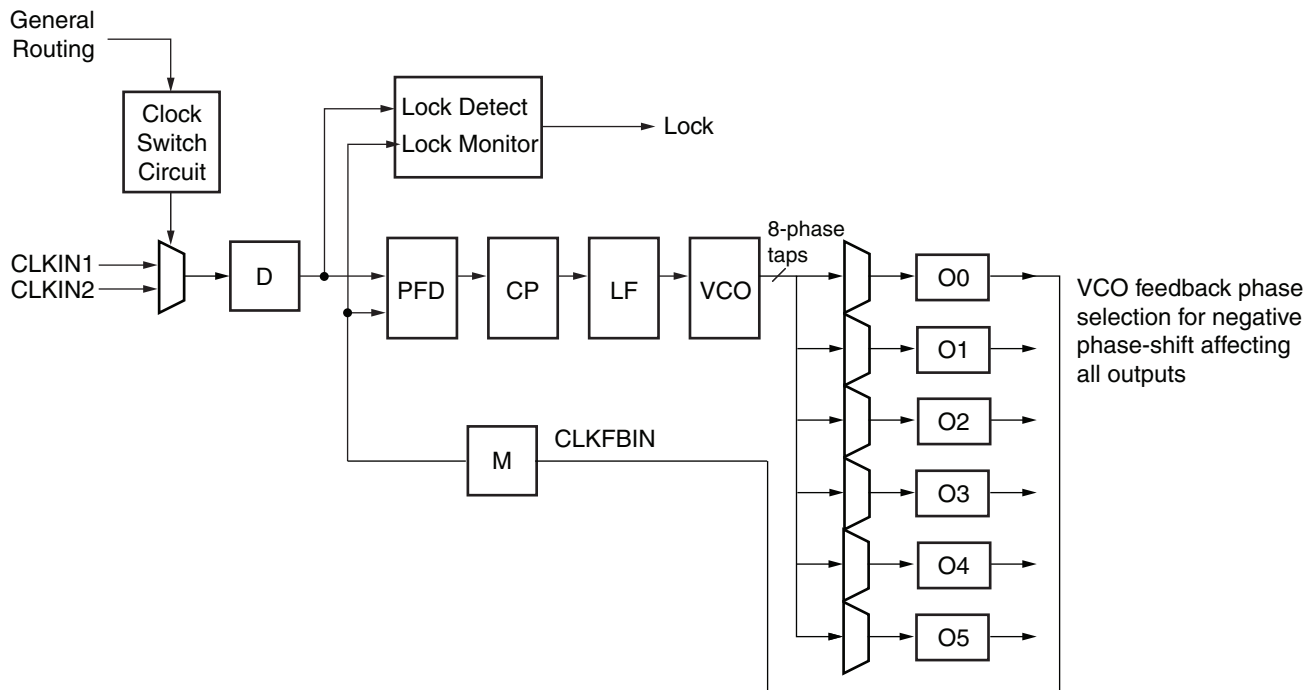 General
Routing
Clock
Switch
Circuit
Lock Detect
Lock Monitor
Lock
CLKIN1
CLKIN2
D
PFD
CP
LF
VCO
8-phase
taps
O0
O1
O2
O3
O4
O5
VCO feedback phase
selection for negative
phase-shift affecting
all outputs
M
CLKFBIN